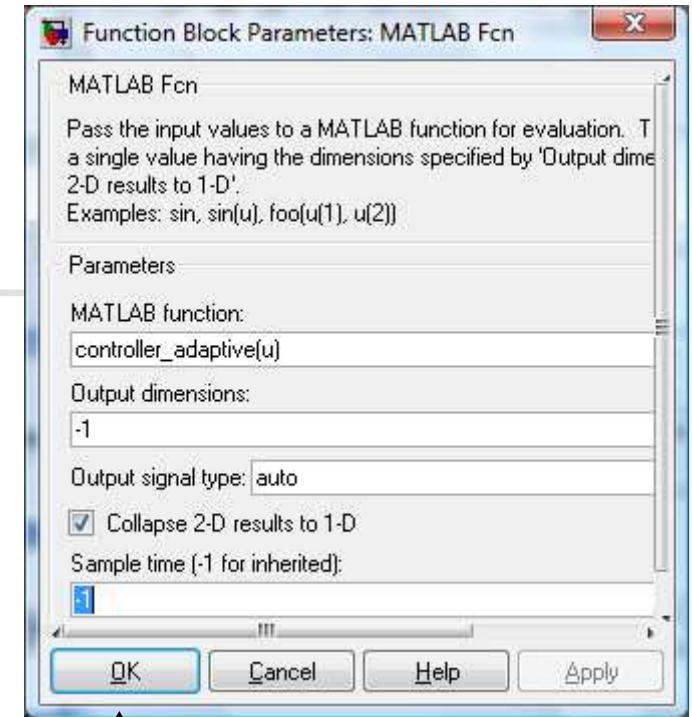 Function Block Parameters: MATLAB Fcn
MATLAB Fcn
Pass the input values to a MATLAB function for evaluation. T
a single value having the dimensions specified by 'Output dime
2-D results to 1-D'.
Examples: sin, sin(u), foo(u(1), u(2))
Parameters
MATLAB function:
controller_adaptive(u)
Output dimensions:
-1
Output signal type: auto
Collapse 2-D results to 1-D
Sample time (-1 for inherited):
-1
OK Cancel Help Apply